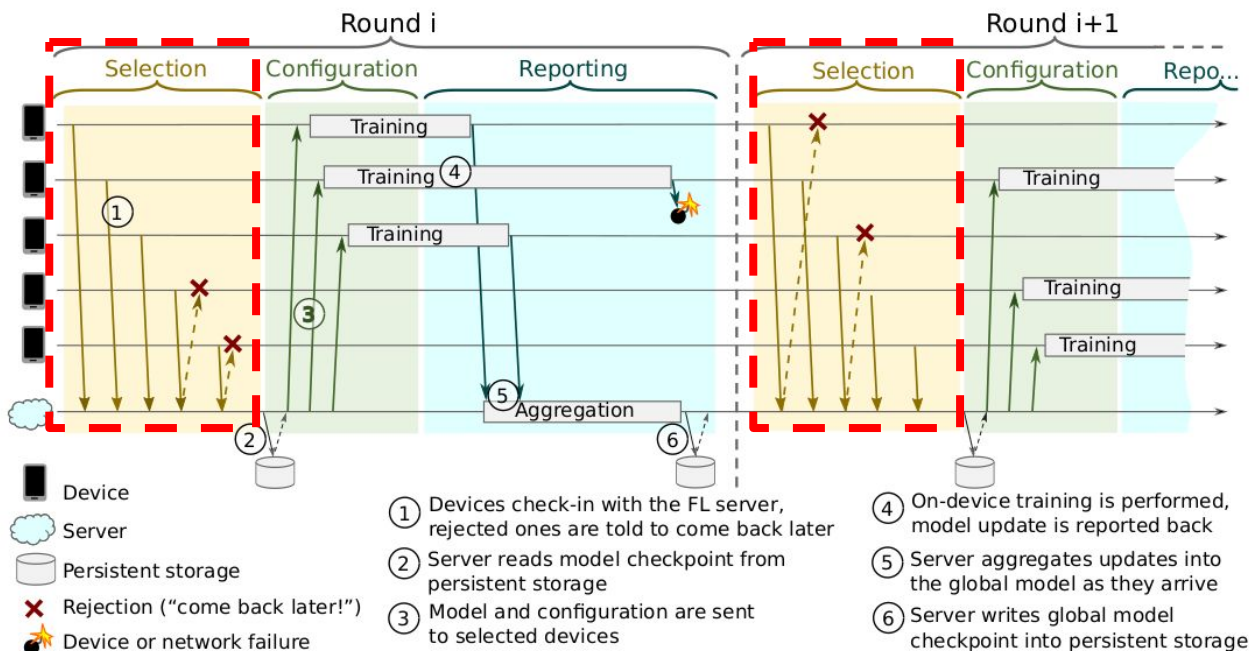 Round i
Round i+1
Selection
Configuration
Reporting
Selection
Configuration
Repo...
Training
Training
4
Training
1
3
5
Aggregation
2
6
Training
Training
Training
Device
Server
Persistent storage
Rejection (“come back later!”)
Device or network failure
1 Devices check-in with the FL server,
rejected ones are told to come back later
2 Server reads model checkpoint from
persistent storage
3 Model and configuration are sent
to selected devices
4 On-device training is performed,
model update is reported back
5 Server aggregates updates into
the global model as they arrive
6 Server writes global model
checkpoint into persistent storage